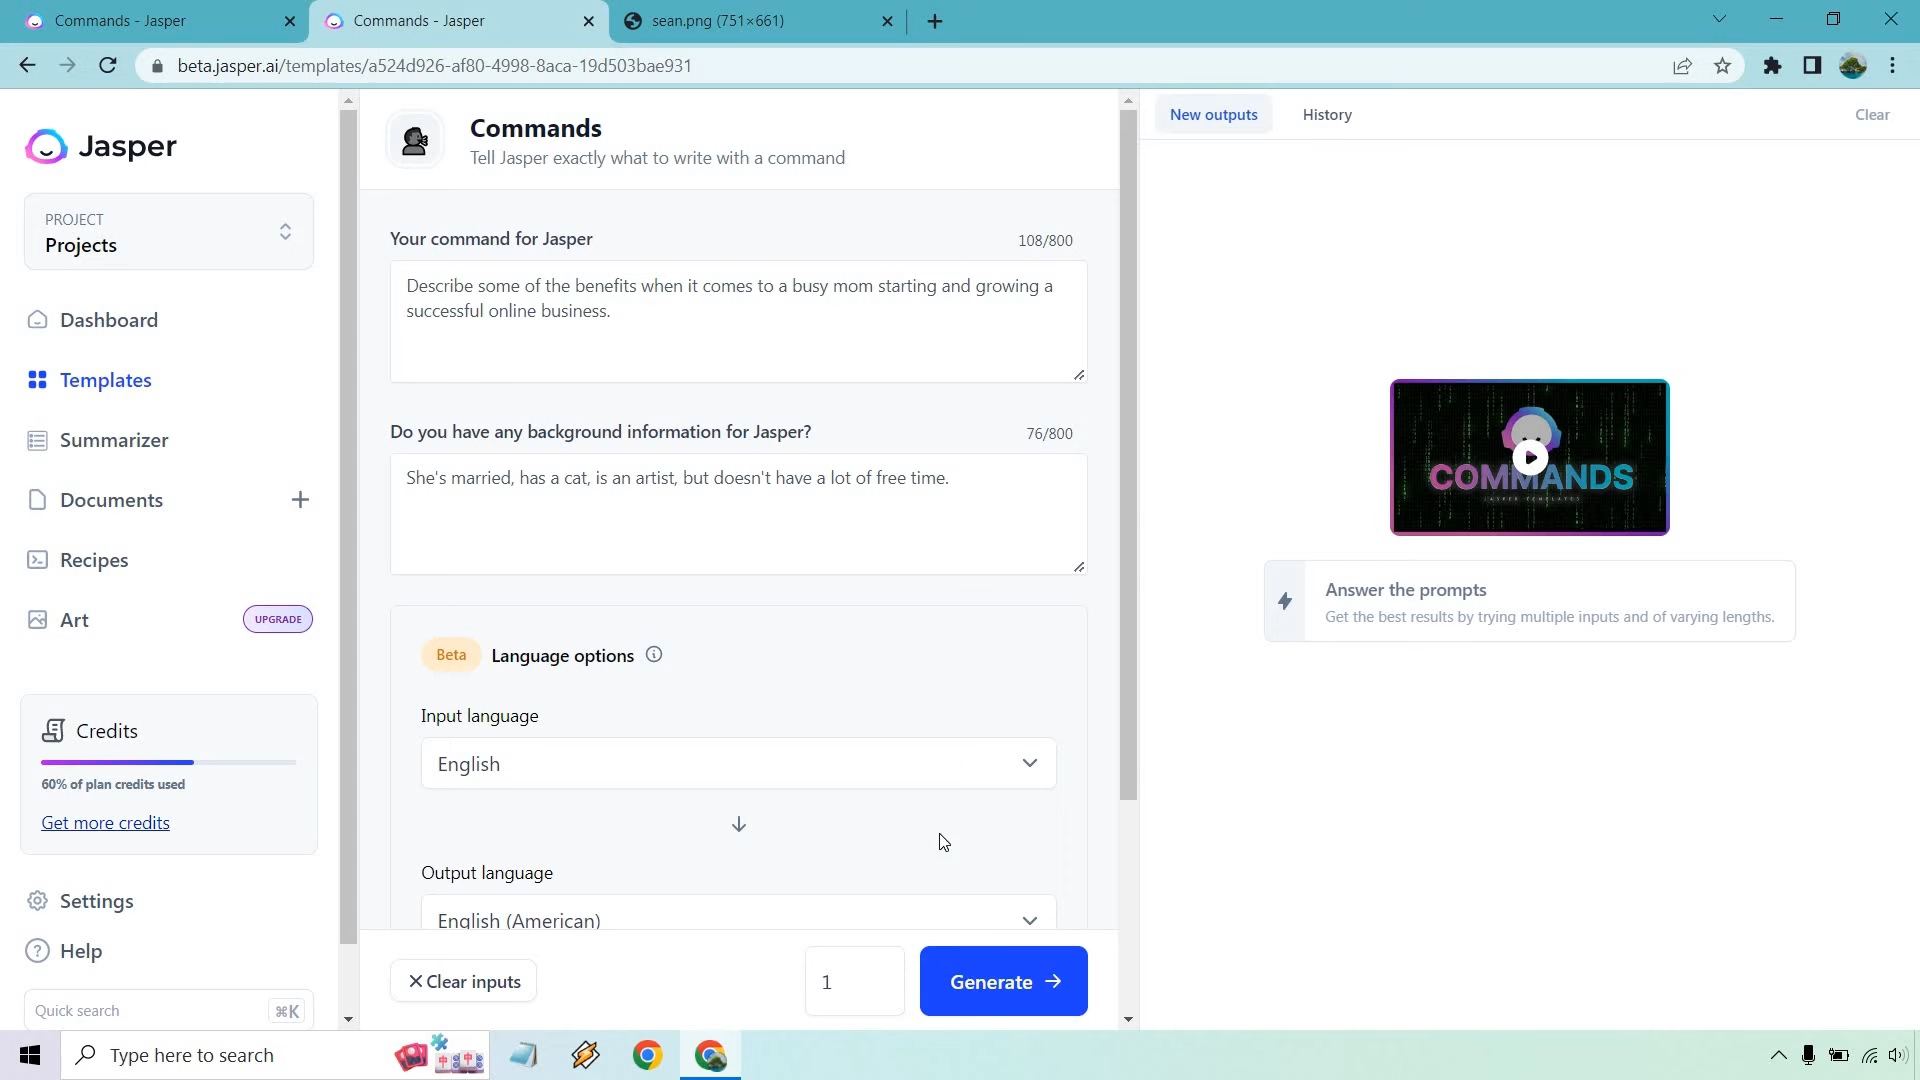 Commands - Jasper
Commands - Jasper
sean.png (751×661)
beta.jasper.ai/templates/a524d926-af80-4998-8aca-19d503bae931
Jasper
PROJECT
Projects
Dashboard
Templates
Summarizer
Documents
Recipes
Art
UPGRADE
Credits
60% of plan credits used
Get more credits
Settings
Help
Quick search
⌘K
Commands
Tell Jasper exactly what to write with a command
Your command for Jasper
108/800
Describe some of the benefits when it comes to a busy mom starting and growing a
successful online business.
Do you have any background information for Jasper?
76/800
She's married, has a cat, is an artist, but doesn't have a lot of free time.
Beta
Language options
Input language
English
Output language
English (American)
Clear inputs
1
Generate
New outputs
History
Clear
COMMANDS
JASPER TEMPLATES
Answer the prompts
Get the best results by trying multiple inputs and of varying lengths.
Type here to search